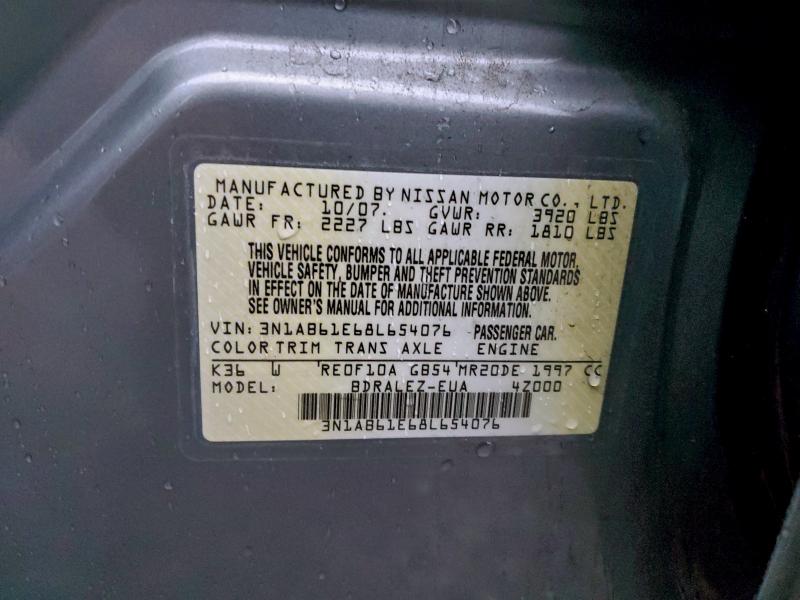 MANUFACTURED BY NISSAN MOTOR CO., LTD.
DATE: 10/07. GVWR: 3920 LBS
GAWR FR: 2227 LBS GAWR RR: 1810 LBS
THIS VEHICLE CONFORMS TO ALL APPLICABLE FEDERAL MOTOR
VEHICLE SAFETY, BUMPER AND THEFT PREVENTION STANDARDS
IN EFFECT ON THE DATE OF MANUFACTURE SHOWN ABOVE.
SEE OWNER'S MANUAL FOR ADDITIONAL INFORMATION.
VIN: 3N1AB61E68L654076 PASSENGER CAR.
COLOR TRIM TRANS AXLE ENGINE
K36 W RE0F10A GB54 MR20DE 1997 CC
MODEL: BDRALEZ-EUA 4Z000
3N1AB61E68L654076